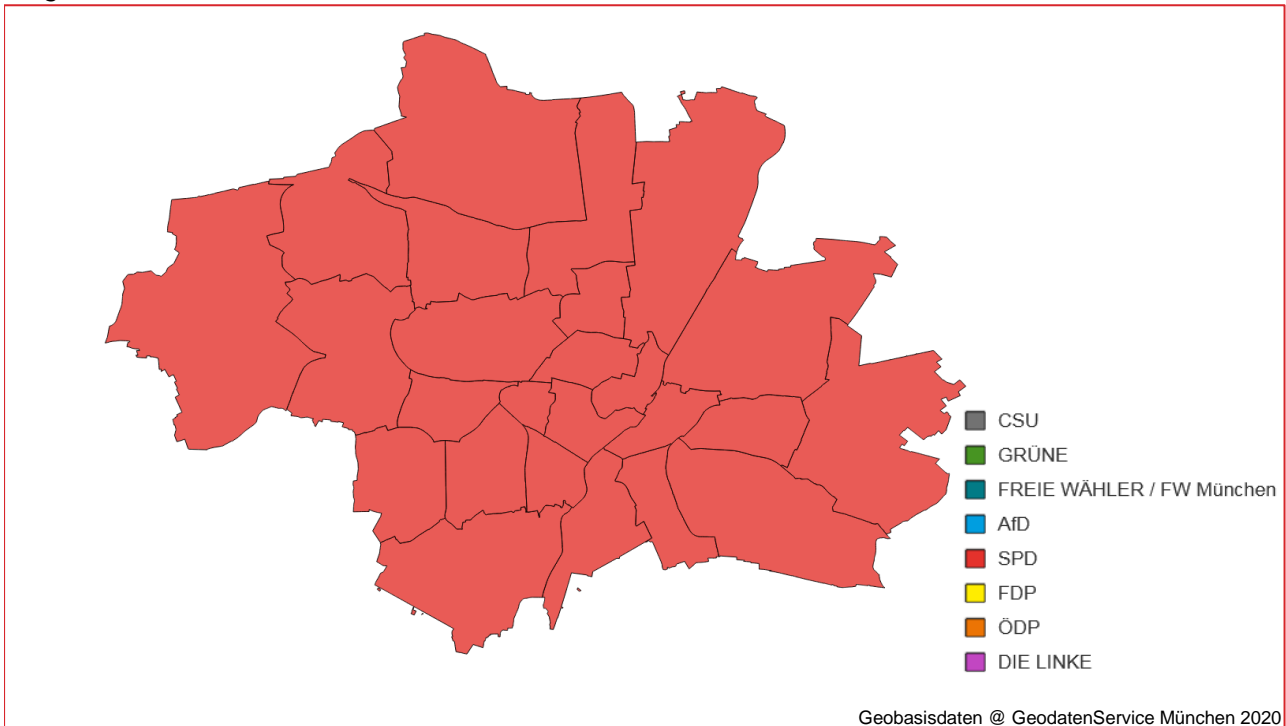 CSU
GRÜNE
FREIE WÄHLER / FW München
AfD
SPD
FDP
ÖDP
DIE LINKE
Geobasisdaten @ GeodatenService München 2020